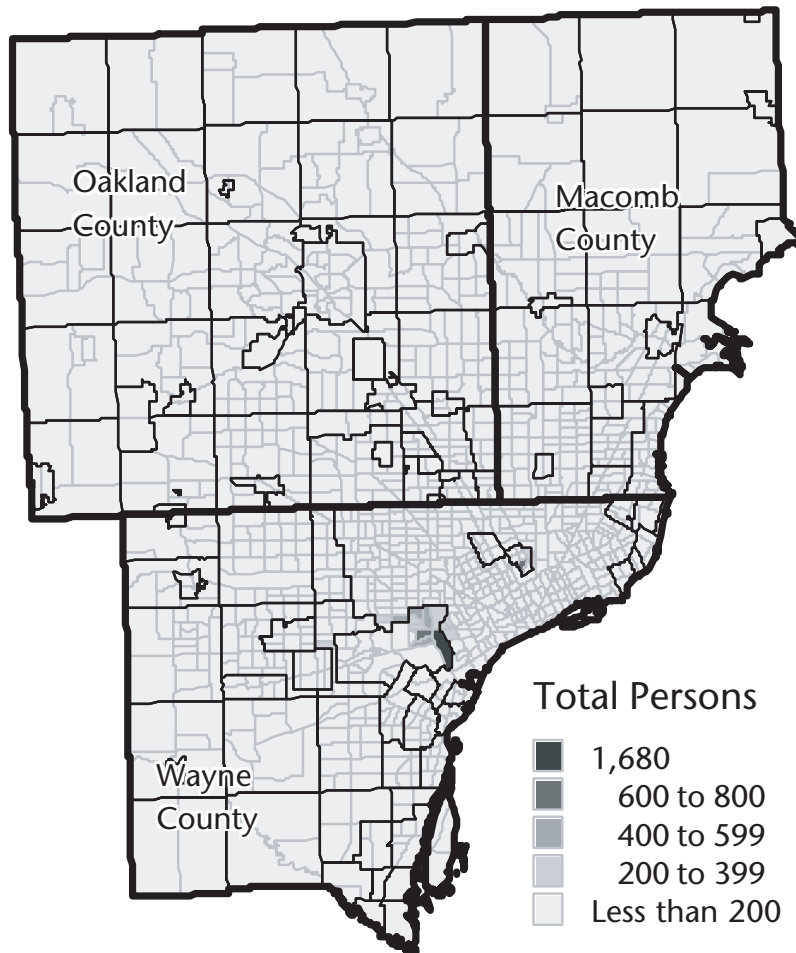 Oakland
County
Macomb
County
Wayne
County
Total Persons
1,680
600 to 800
400 to 599
200 to 399
Less than 200